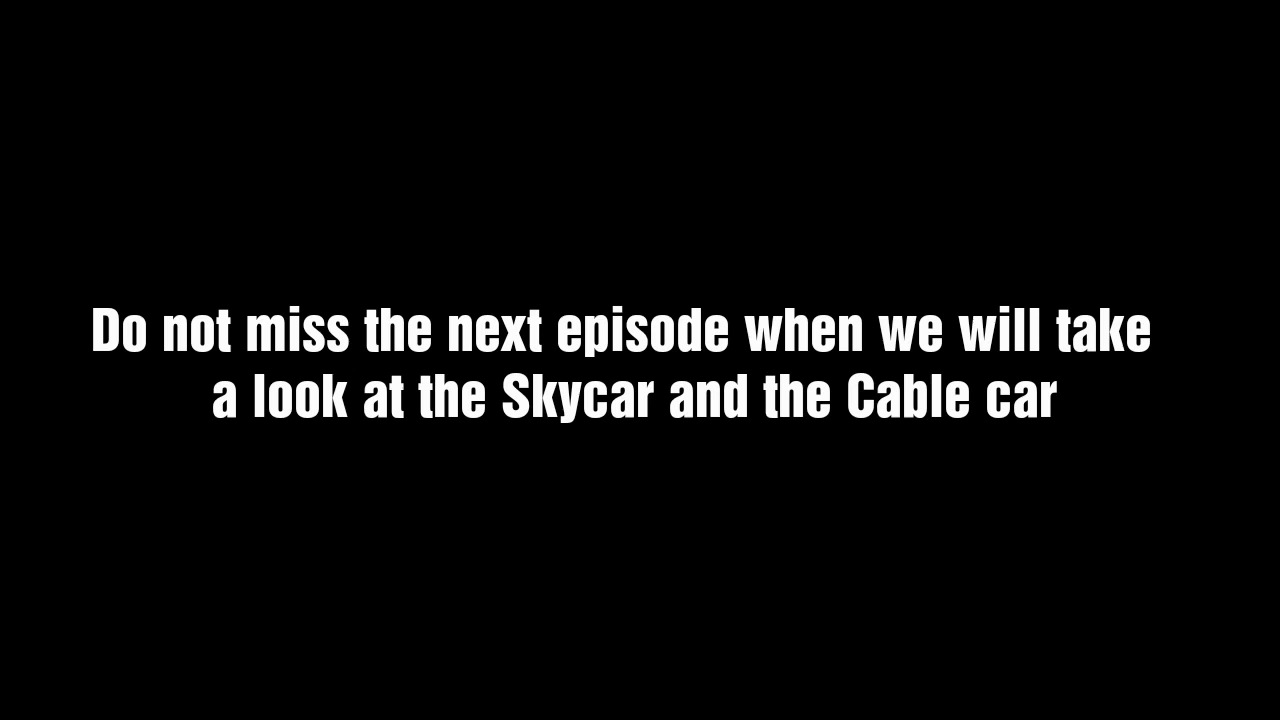 Do not miss the next episode when we will take
a look at the Skycar and the Cable car